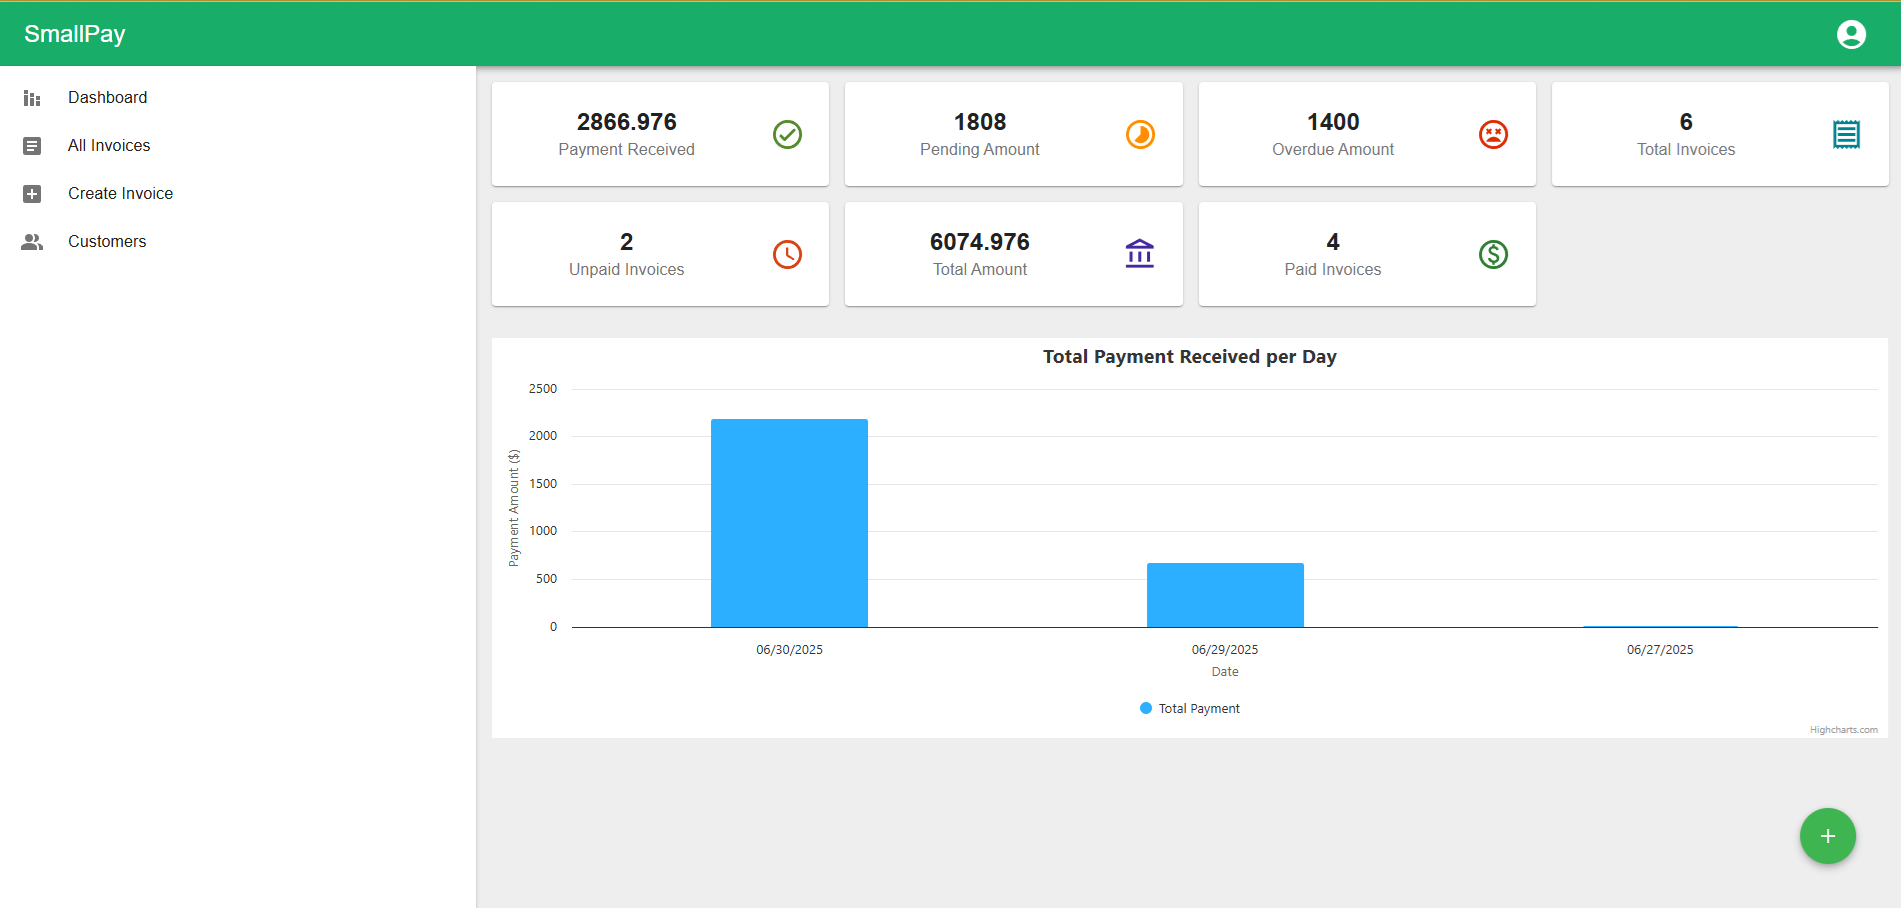 SmallPay
Dashboard
All Invoices
Create Invoice
Customers
2866.976
Payment Received
1808
Pending Amount
1400
Overdue Amount
6
Total Invoices
2
Unpaid Invoices
6074.976
Total Amount
4
Paid Invoices
Total Payment Received per Day
Payment Amount ($)
2500
2000
1500
1000
500
0
06/30/2025
06/29/2025
06/27/2025
Date
Total Payment
Highcharts.com